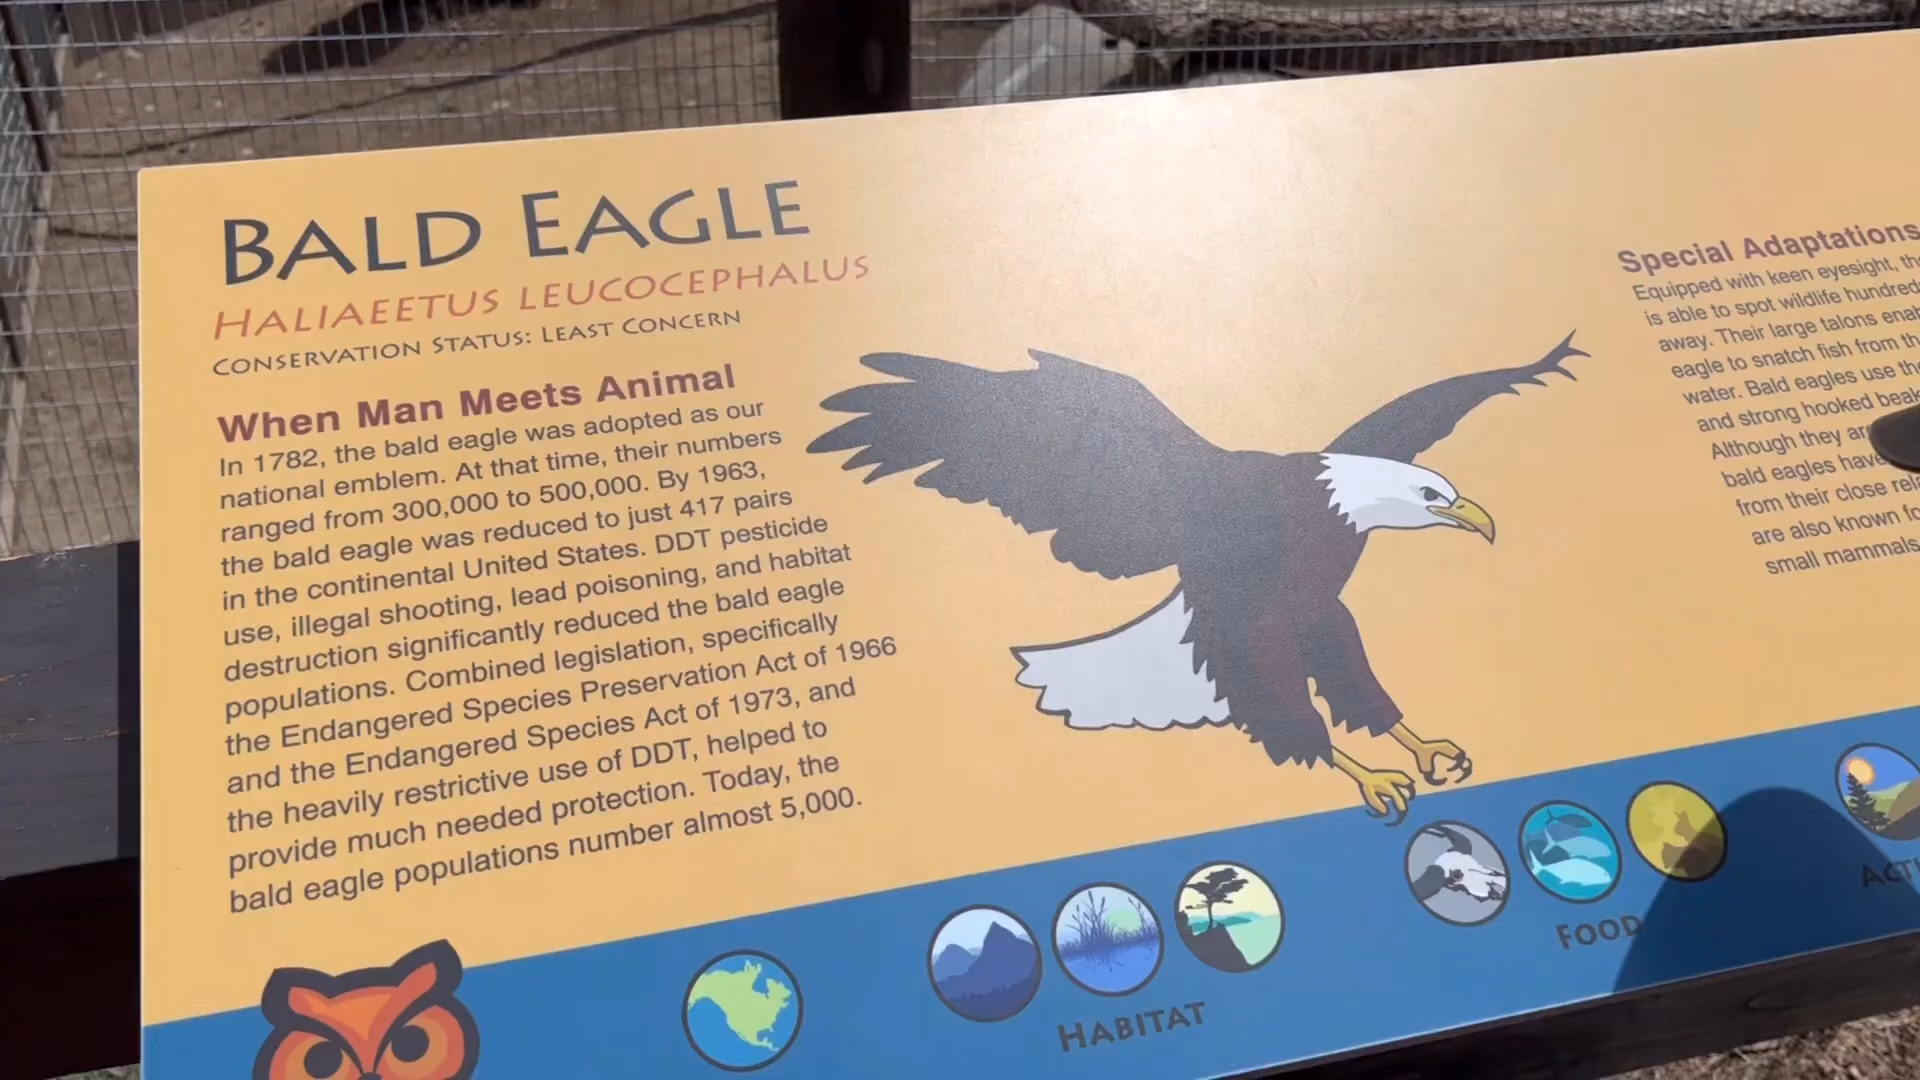 BALD EAGLE
HALIAEETUS LEUCOCEPHALUS
CONSERVATION STATUS: LEAST CONCERN
When Man Meets Animal
In 1782, the bald eagle was adopted as our
national emblem. At that time, their numbers
ranged from 300,000 to 500,000. By 1963,
the bald eagle was reduced to just 417 pairs
in the continental United States. DDT pesticide
use, illegal shooting, lead poisoning, and habitat
destruction significantly reduced the bald eagle
populations. Combined legislation, specifically
the Endangered Species Preservation Act of 1966
and the Endangered Species Act of 1973, and
the heavily restrictive use of DDT, helped to
provide much needed protection. Today, the
bald eagle populations number almost 5,000.
Special Adaptations
Equipped with keen eyesight,
is able to spot wildlife
away. Their large talons
eagle to snatch fish from
water. Bald eagles use
and strong hooked
Although they
bald eagles have
from their close
are also known
small mammals
HABITAT
FOOD